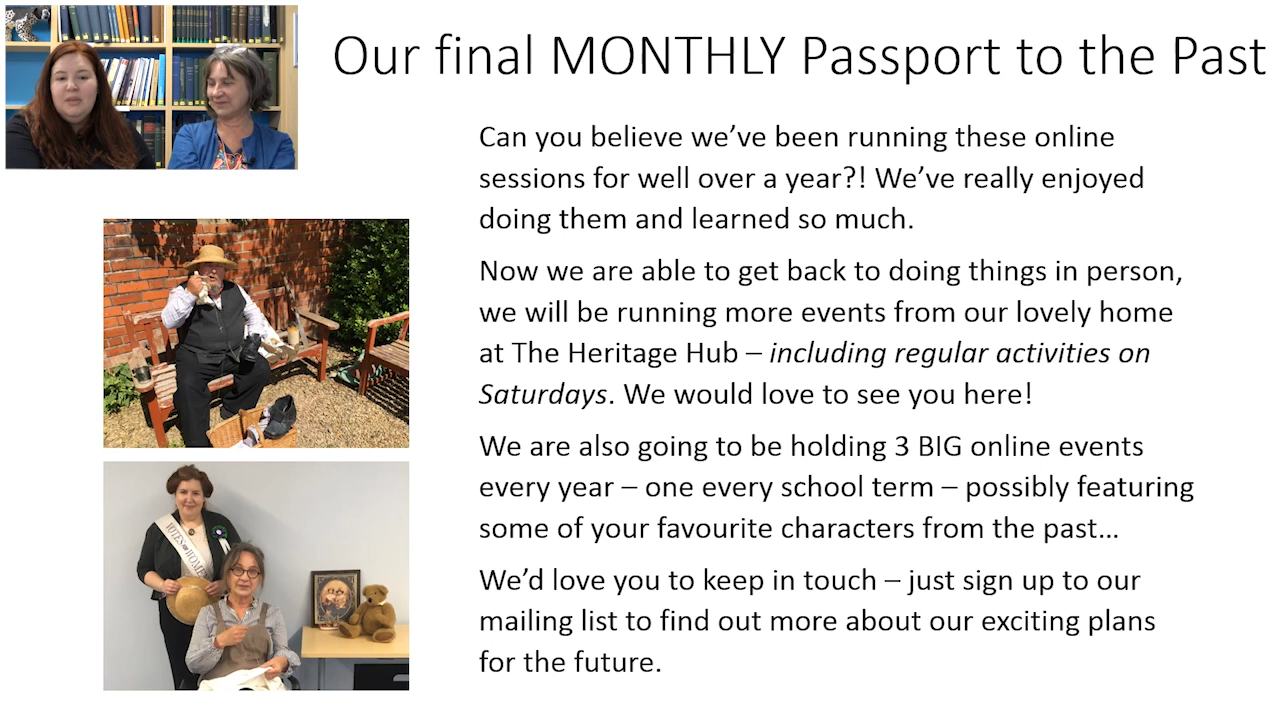 Our final MONTHLY Passport to the Past
Can you believe we’ve been running these online
sessions for well over a year?! We’ve really enjoyed
doing them and learned so much.
Now we are able to get back to doing things in person,
we will be running more events from our lovely home
at The Heritage Hub – including regular activities on
Saturdays. We would love to see you here!
We are also going to be holding 3 BIG online events
every year – one every school term – possibly featuring
some of your favourite characters from the past…
We’d love you to keep in touch – just sign up to our
mailing list to find out more about our exciting plans
for the future.
VOTES